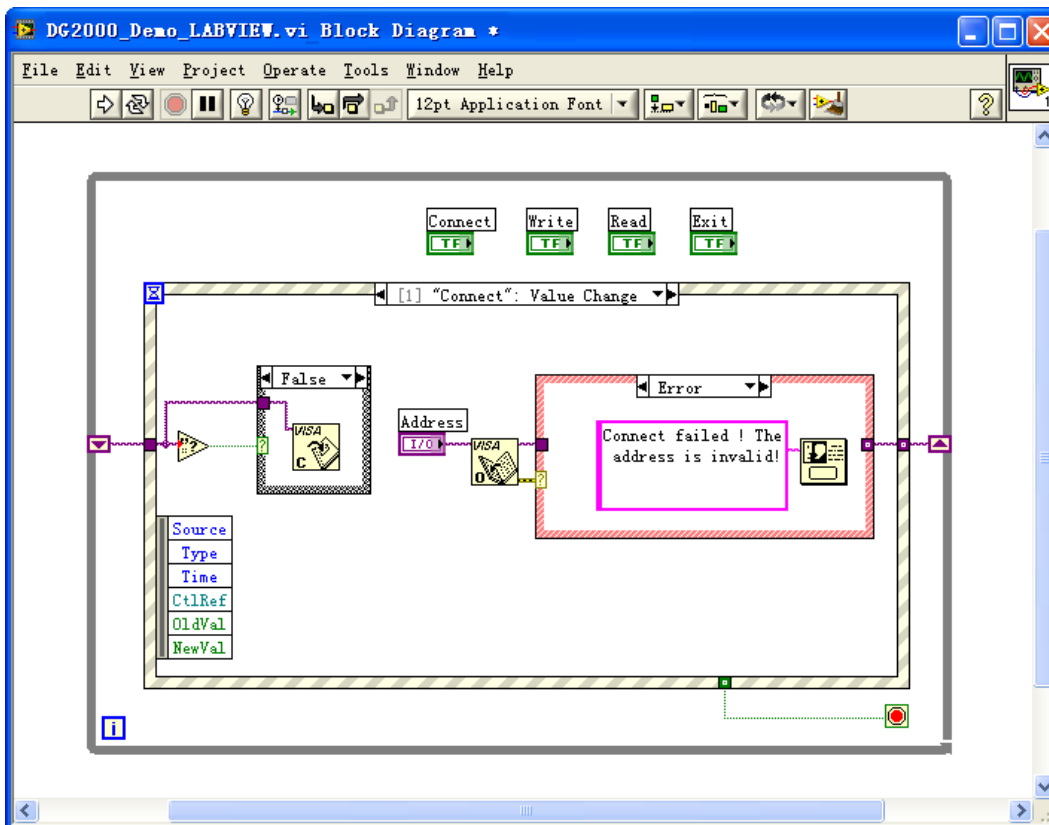 DG2000_Demo_LABVIEW.vi Block Diagram *
File Edit View Project Operate Tools Window Help
12pt Application Font
?
1
Connect Write Read Exit
TF TF TF TF
[1] "Connect": Value Change
False
Error
Address
I/O
"?
?
VISA
C
VISA
O
?
Connect failed ! The
address is invalid!
Source
Type
Time
CtlRef
OldVal
NewVal
i